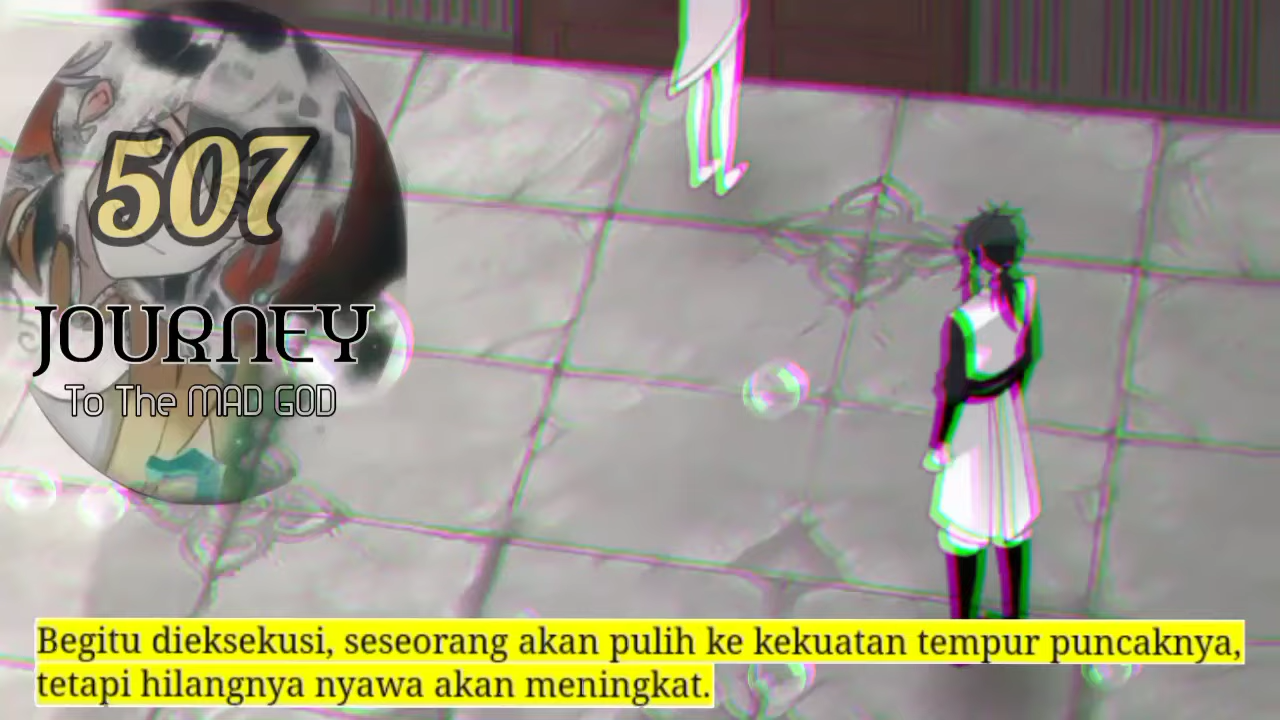 507
JOURNEY
To The MAD GOD
Begitu dieksekusi, seseorang akan pulih ke kekuatan tempur puncaknya,
tetapi hilangnya nyawa akan meningkat.